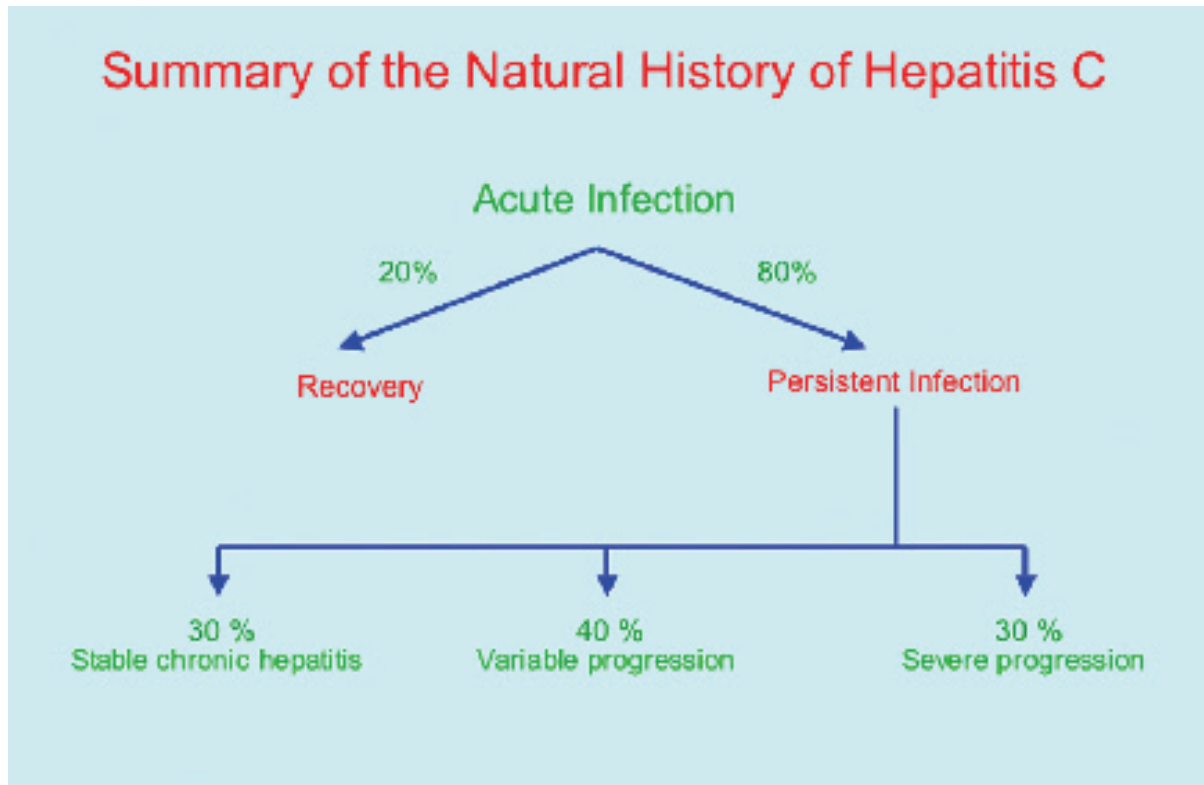 Summary of the Natural History of Hepatitis C
Acute Infection
20%
80%
Recovery
Persistent Infection
30 %
Stable chronic hepatitis
40 %
Variable progression
30 %
Severe progression